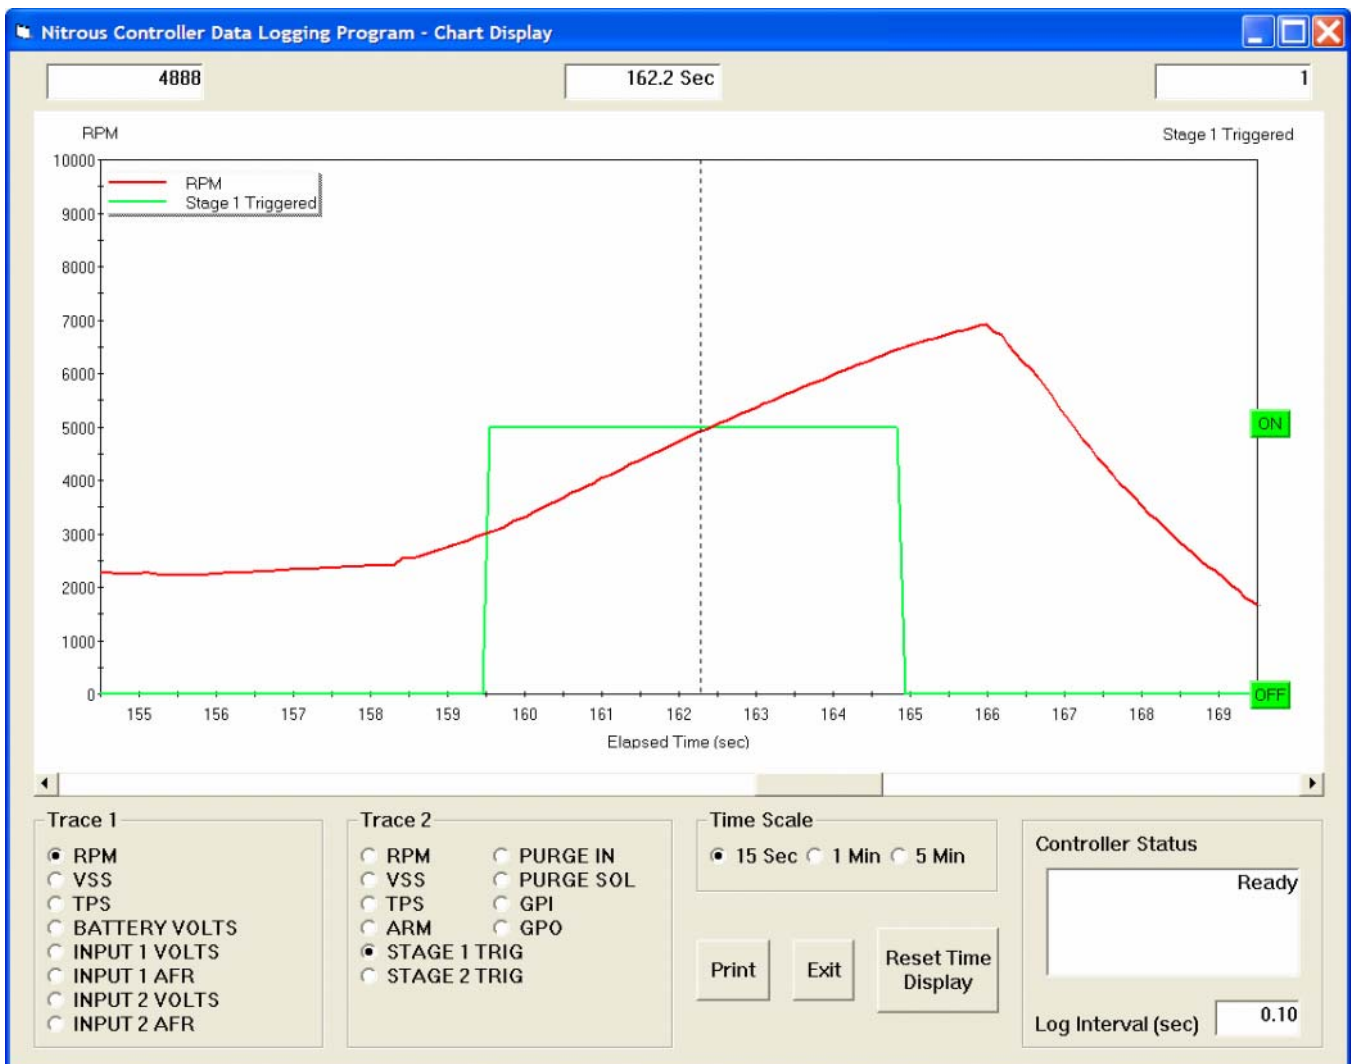 Nitrous Controller Data Logging Program - Chart Display
4888 162.2 Sec 1
RPM Stage 1 Triggered
10000
RPM
Stage 1 Triggered
9000
8000
7000
6000
5000 ON
4000
3000
2000
1000
0 OFF
155 156 157 158 159 160 161 162 163 164 165 166 167 168 169
Elapsed Time (sec)
Trace 1
RPM
VSS
TPS
BATTERY VOLTS
INPUT 1 VOLTS
INPUT 1 AFR
INPUT 2 VOLTS
INPUT 2 AFR
Trace 2
RPM PURGE IN
VSS PURGE SOL
TPS GPI
ARM GPO
STAGE 1 TRIG
STAGE 2 TRIG
Time Scale
15 Sec 1 Min 5 Min
Print Exit Reset Time
Display
Controller Status
Ready
Log Interval (sec) 0.10